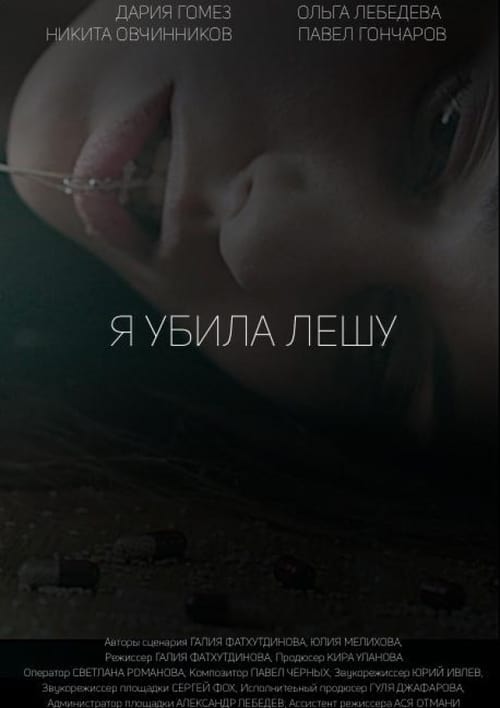 ДАРИЯ ГОМЕЗ ОЛЬГА ЛЕБЕДЕВА
НИКИТА ОВЧИННИКОВ ПАВЕЛ ГОНЧАРОВ
Я УБИЛА ЛЕШУ
Авторы сценария ГАЛИЯ ФАТХУТДИНОВА, ЮЛИЯ МЕЛИХОВА,
Режиссер ГАЛИЯ ФАТХУТДИНОВА, Продюсер КИРА УЛАНОВА
Оператор СВЕТЛАНА РОМАНОВА, Композитор ПАВЕЛ ЧЕРНЫХ, Звукорежиссер ЮРИЙ ИВЛЕВ,
Звукорежиссер площадки СЕРГЕЙ ФОХ, Исполнитеьный продюсер ГУЛЯ ДЖАФАРОВА,
Администратор площадки АЛЕКСАНДР ЛЕБЕДЕВ, Ассистент режиссера АСЯ ОТМАНИ